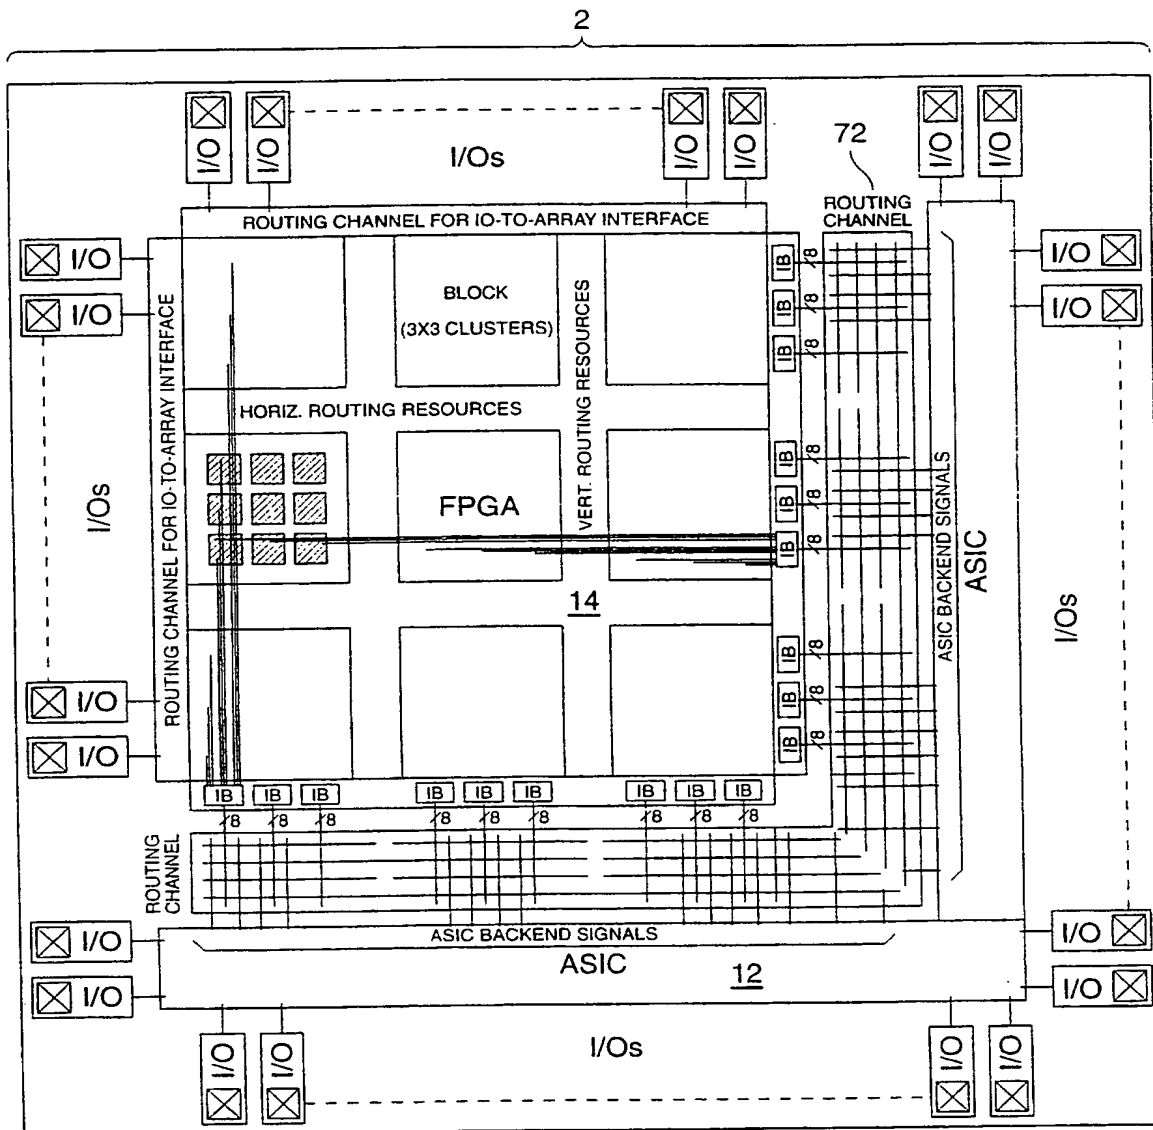 2
I/O I/O I/O I/O I/O I/O
I/Os
72
ROUTING
CHANNEL
ROUTING CHANNEL FOR IO-TO-ARRAY INTERFACE
I/O
I/O
I/Os
I/O
I/O
ROUTING CHANNEL FOR IO-TO-ARRAY INTERFACE
BLOCK
(3X3 CLUSTERS)
HORIZ. ROUTING RESOURCES
VERT. ROUTING RESOURCES
FPGA
14
IB 8
IB 8
IB 8
IB 8
IB 8
IB 8
IB 8
IB 8
IB 8
ASIC BACKEND SIGNALS
ASIC
I/O
I/O
I/Os
IB IB IB IB IB IB IB IB IB
8 8 8 8 8 8 8 8 8
ROUTING
CHANNEL
ASIC BACKEND SIGNALS
ASIC
12
I/O
I/O
I/O
I/O
I/O I/O I/O I/O
I/Os